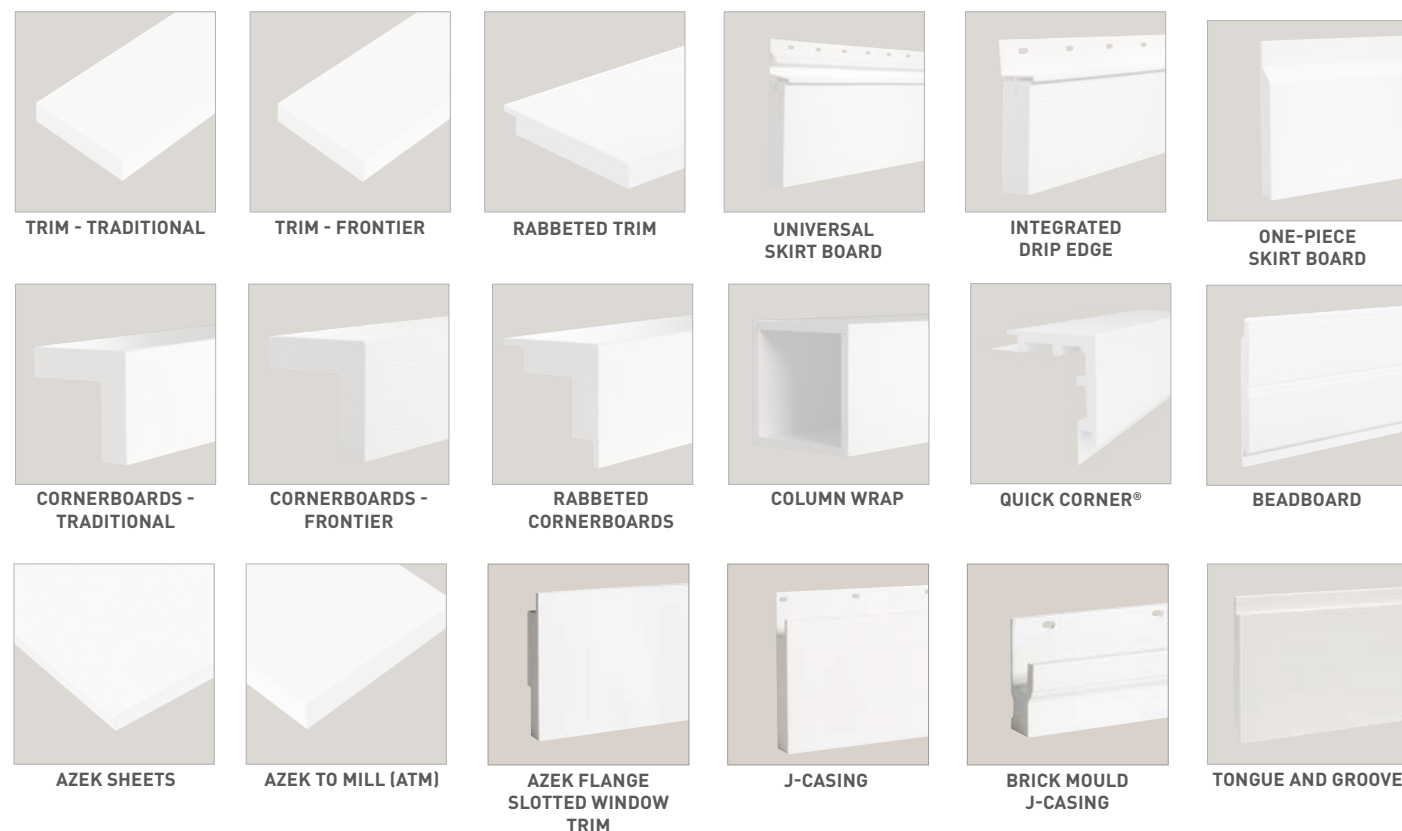 TRIM - TRADITIONAL
TRIM - FRONTIER
RABBETED TRIM
UNIVERSAL
SKIRT BOARD
INTEGRATED
DRIP EDGE
ONE-PIECE
SKIRT BOARD
CORNERBOARDS -
TRADITIONAL
CORNERBOARDS -
FRONTIER
RABBETED
CORNERBOARDS
COLUMN WRAP
QUICK CORNER®
BEADBOARD
AZEK SHEETS
AZEK TO MILL (ATM)
AZEK FLANGE
SLOTTED WINDOW
TRIM
J-CASING
BRICK MOULD
J-CASING
TONGUE AND GROOVE